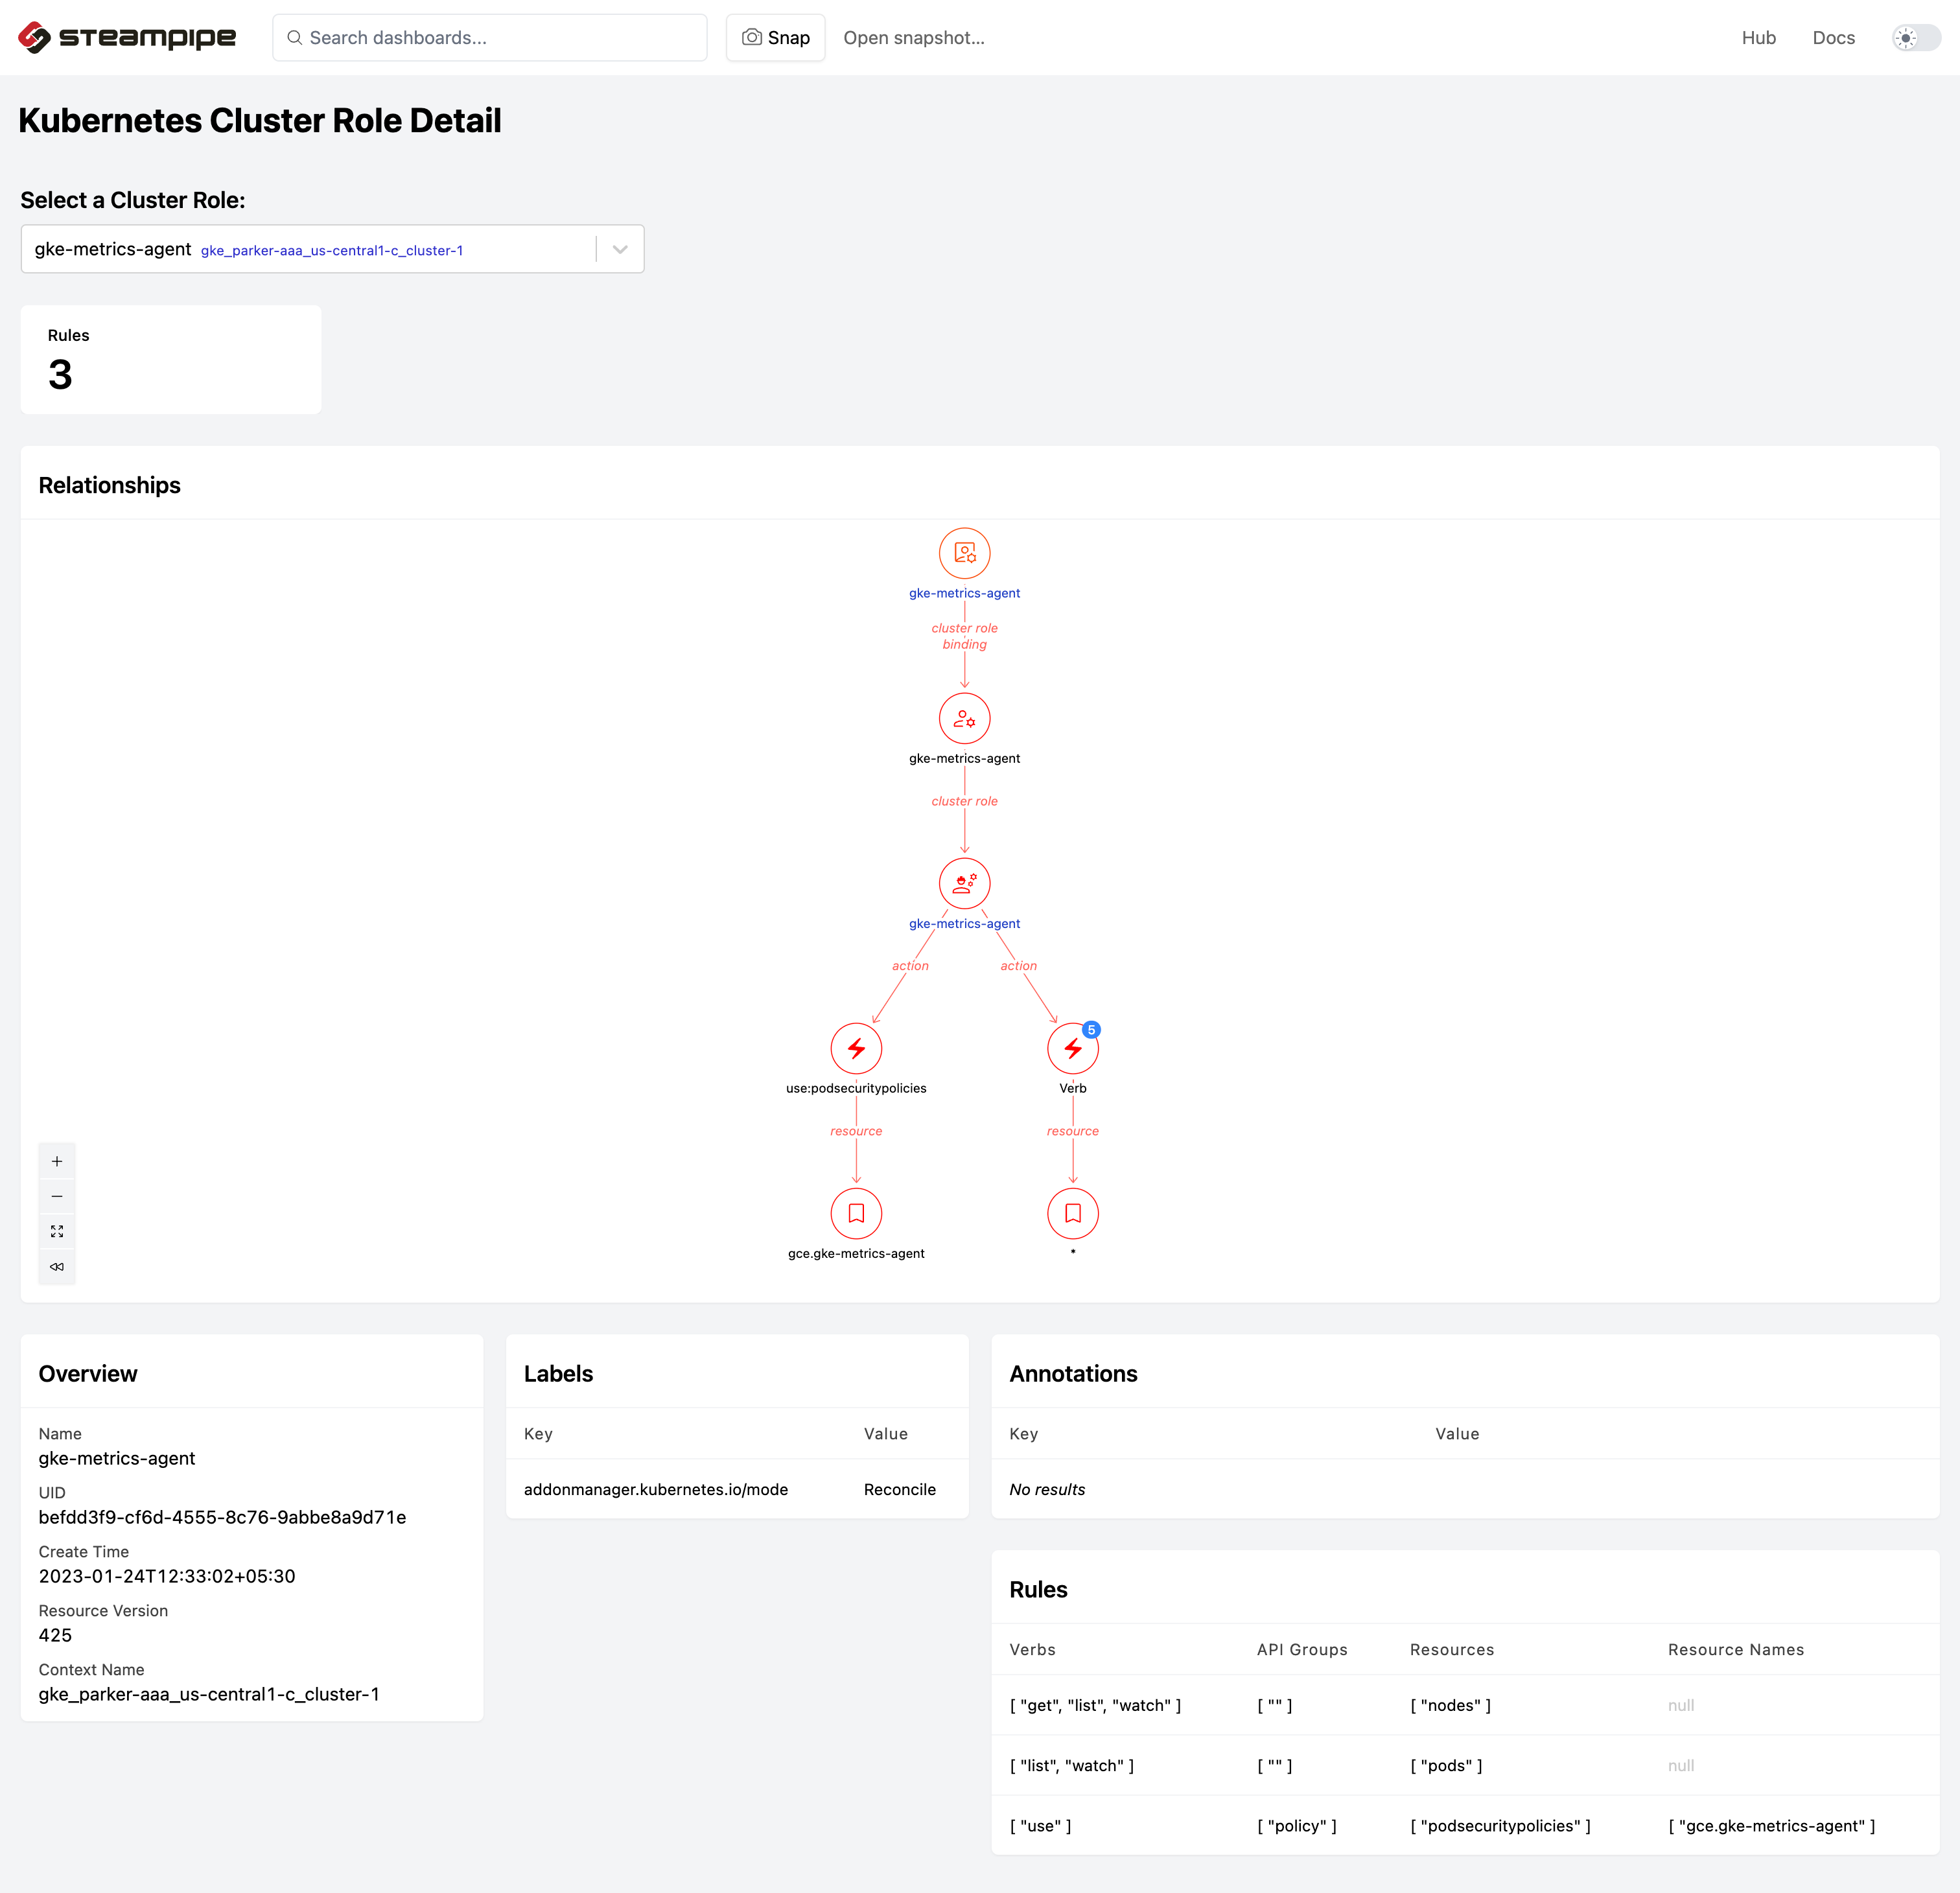 steampipe
Search dashboards...
Snap
Open snapshot...
Hub
Docs
Kubernetes Cluster Role Detail
Select a Cluster Role:
gke-metrics-agent gke_parker-aaa_us-central1-c_cluster-1
Rules
3
Relationships
gke-metrics-agent
cluster role
binding
gke-metrics-agent
cluster role
gke-metrics-agent
action
action
5
use:podsecuritypolicies
Verb
resource
resource
gce.gke-metrics-agent
*
Overview
Name
gke-metrics-agent
UID
befdd3f9-cf6d-4555-8c76-9abbe8a9d71e
Create Time
2023-01-24T12:33:02+05:30
Resource Version
425
Context Name
gke_parker-aaa_us-central1-c_cluster-1
Labels
Key Value
addonmanager.kubernetes.io/mode Reconcile
Annotations
Key Value
No results
Rules
Verbs API Groups Resources Resource Names
[ "get", "list", "watch" ] [ "" ] [ "nodes" ] null
[ "list", "watch" ] [ "" ] [ "pods" ] null
[ "use" ] [ "policy" ] [ "podsecuritypolicies" ] [ "gce.gke-metrics-agent" ]